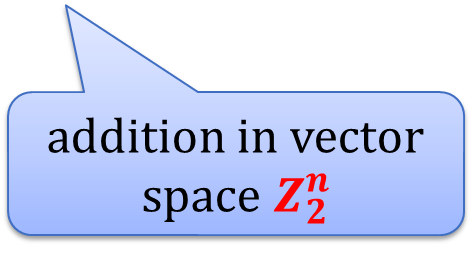 addition in vector
space Z₂ⁿ